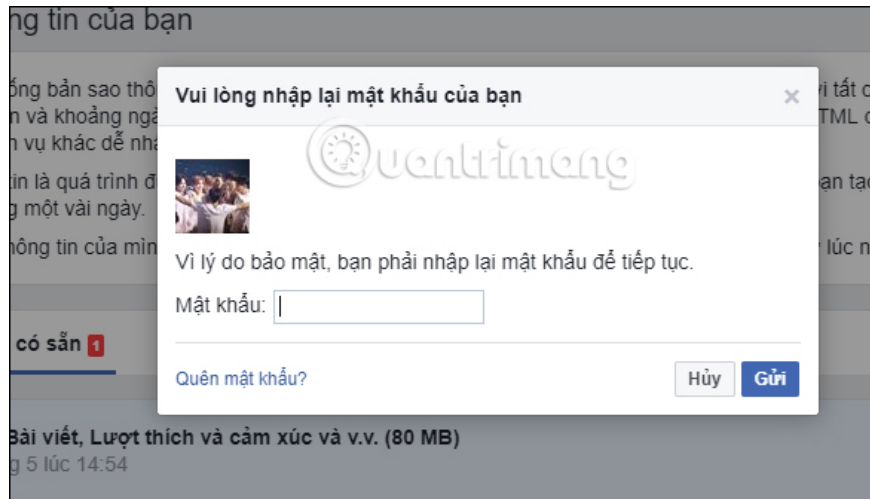 ng tin của bạn
ống bản sao thô
vi tất c
Vui lòng nhập lại mật khẩu của bạn
n và khoảng ngà
TML c
n vụ khác dễ nhá
Quantrimang
tin là quá trình đ
bạn tạo
g một vài ngày.
hông tin của mìn
lúc n
Vì lý do bảo mật, bạn phải nhập lại mật khẩu để tiếp tục.
Mật khẩu:
có sẵn 1
Quên mật khẩu?
Hủy Gửi
Bài viết, Lượt thích và cảm xúc và v.v. (80 MB)
g 5 lúc 14:54